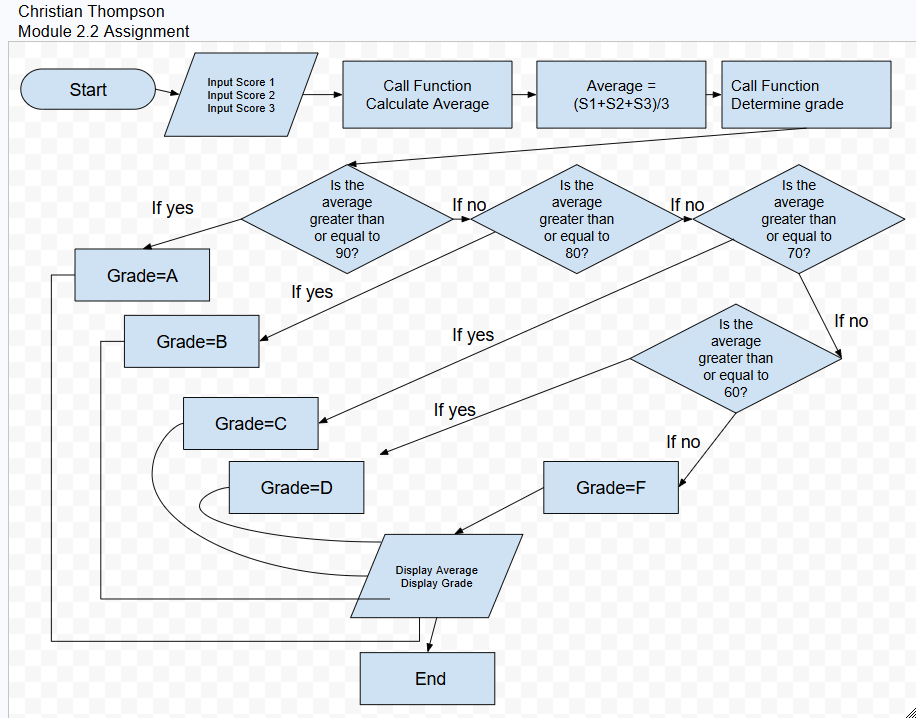 Christian Thompson
Module 2.2 Assignment
Start
Input Score 1
Input Score 2
Input Score 3
Call Function
Calculate Average
Average =
(S1+S2+S3)/3
Call Function
Determine grade
Is the
average
greater than
or equal to
90?
If no
Is the
average
greater than
or equal to
80?
If no
Is the
average
greater than
or equal to
70?
If yes
Grade=A
If yes
Grade=B
If yes
If no
Is the
average
greater than
or equal to
60?
Grade=C
If yes
If no
Grade=D
Grade=F
Display Average
Display Grade
End